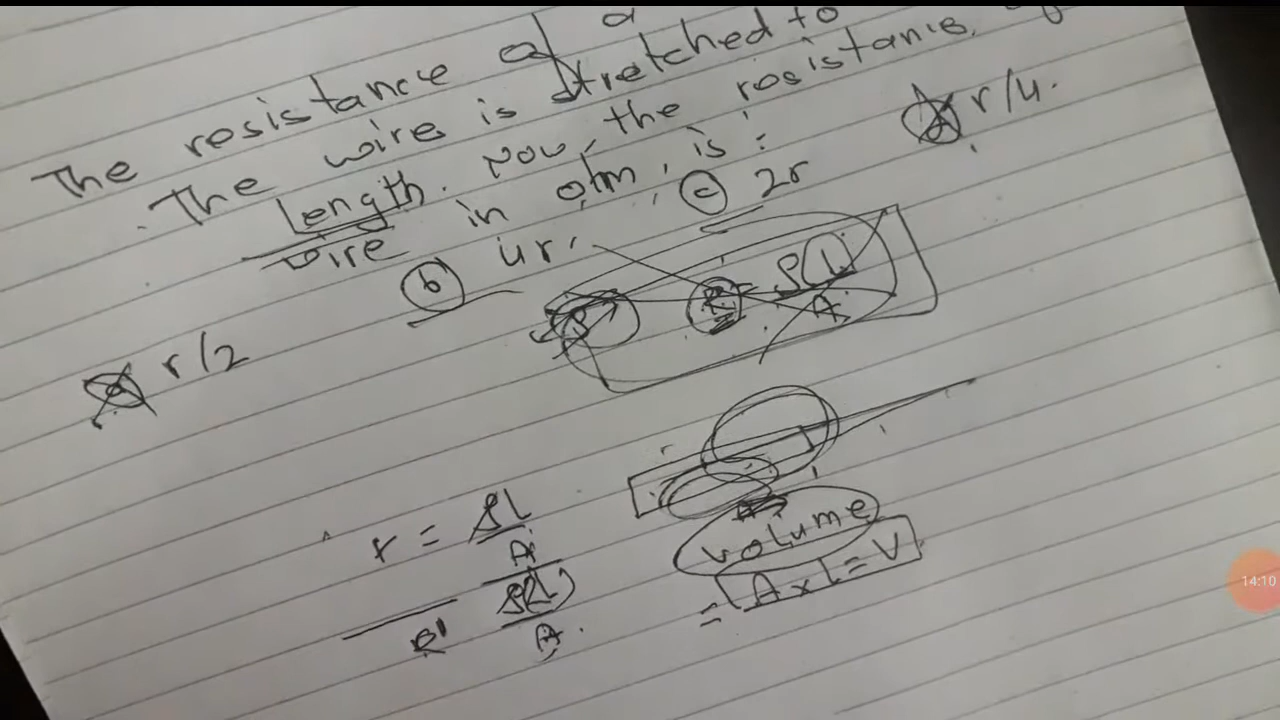 The resistance of a
The wire is stretched to
length. Now, the resistance of
wire in ohm, is :
(a) r/2
(b) 4r.
(c) 2r
r/4.
R = ρ(L)
A
r = ρL
A
R' ρ(L)
A.
Volume
= A x L = V
14:10